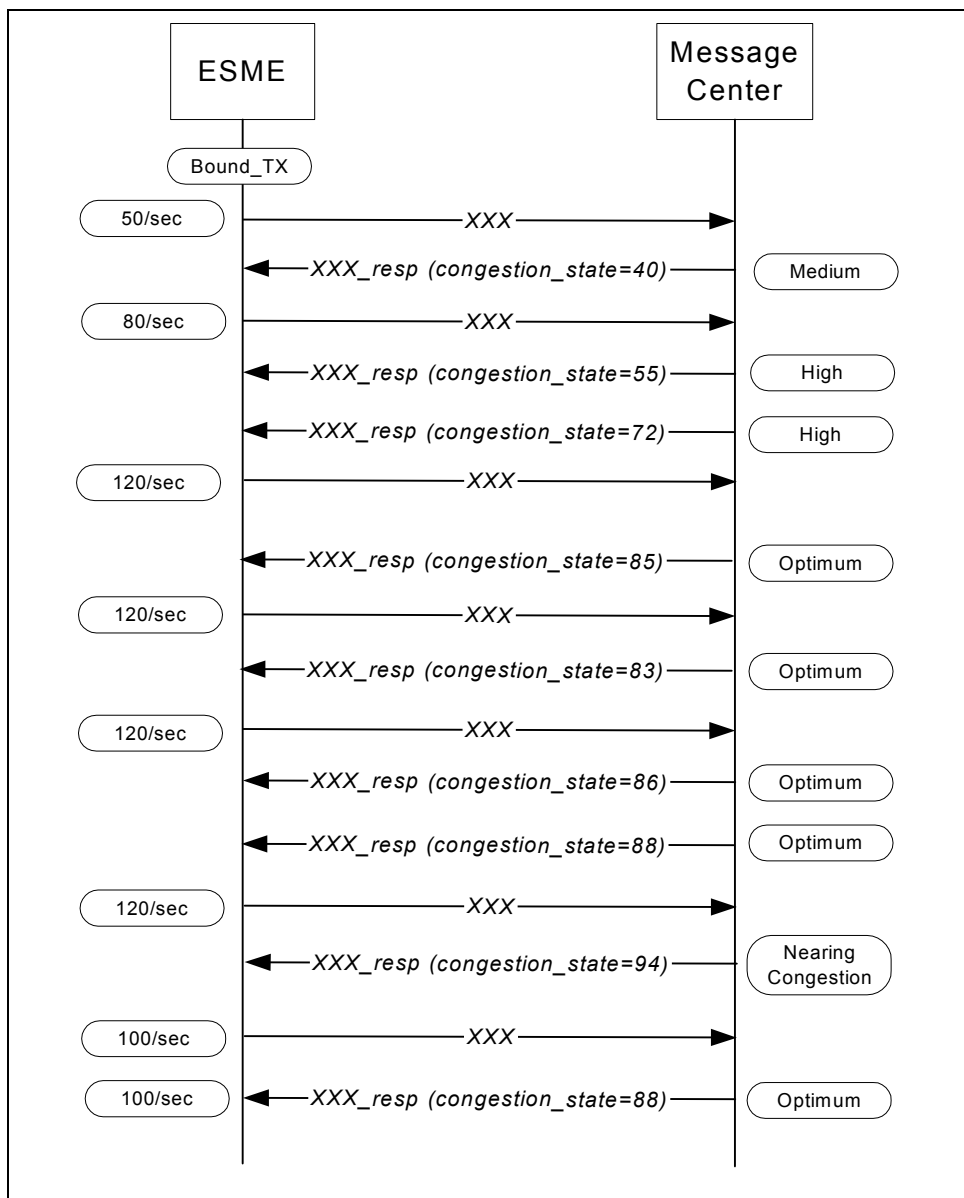 ESME
Message
Center
Bound_TX
50/sec
XXX
XXX_resp (congestion_state=40)
Medium
80/sec
XXX
XXX_resp (congestion_state=55)
High
XXX_resp (congestion_state=72)
High
120/sec
XXX
XXX_resp (congestion_state=85)
Optimum
120/sec
XXX
XXX_resp (congestion_state=83)
Optimum
120/sec
XXX
XXX_resp (congestion_state=86)
Optimum
XXX_resp (congestion_state=88)
Optimum
120/sec
XXX
XXX_resp (congestion_state=94)
Nearing
Congestion
100/sec
XXX
100/sec
XXX_resp (congestion_state=88)
Optimum